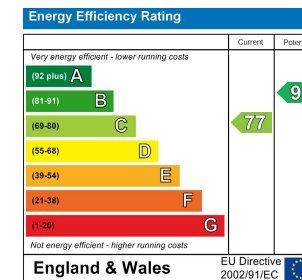 Energy Efficiency Rating
Current
Very energy efficient - lower running costs
(92 plus) A
(81-91) B
(69-80) C
77
(55-68) D
(39-54) E
(21-38) F
(1-20) G
Not energy efficient - higher running costs
England & Wales
EU Directive
2002/91/EC